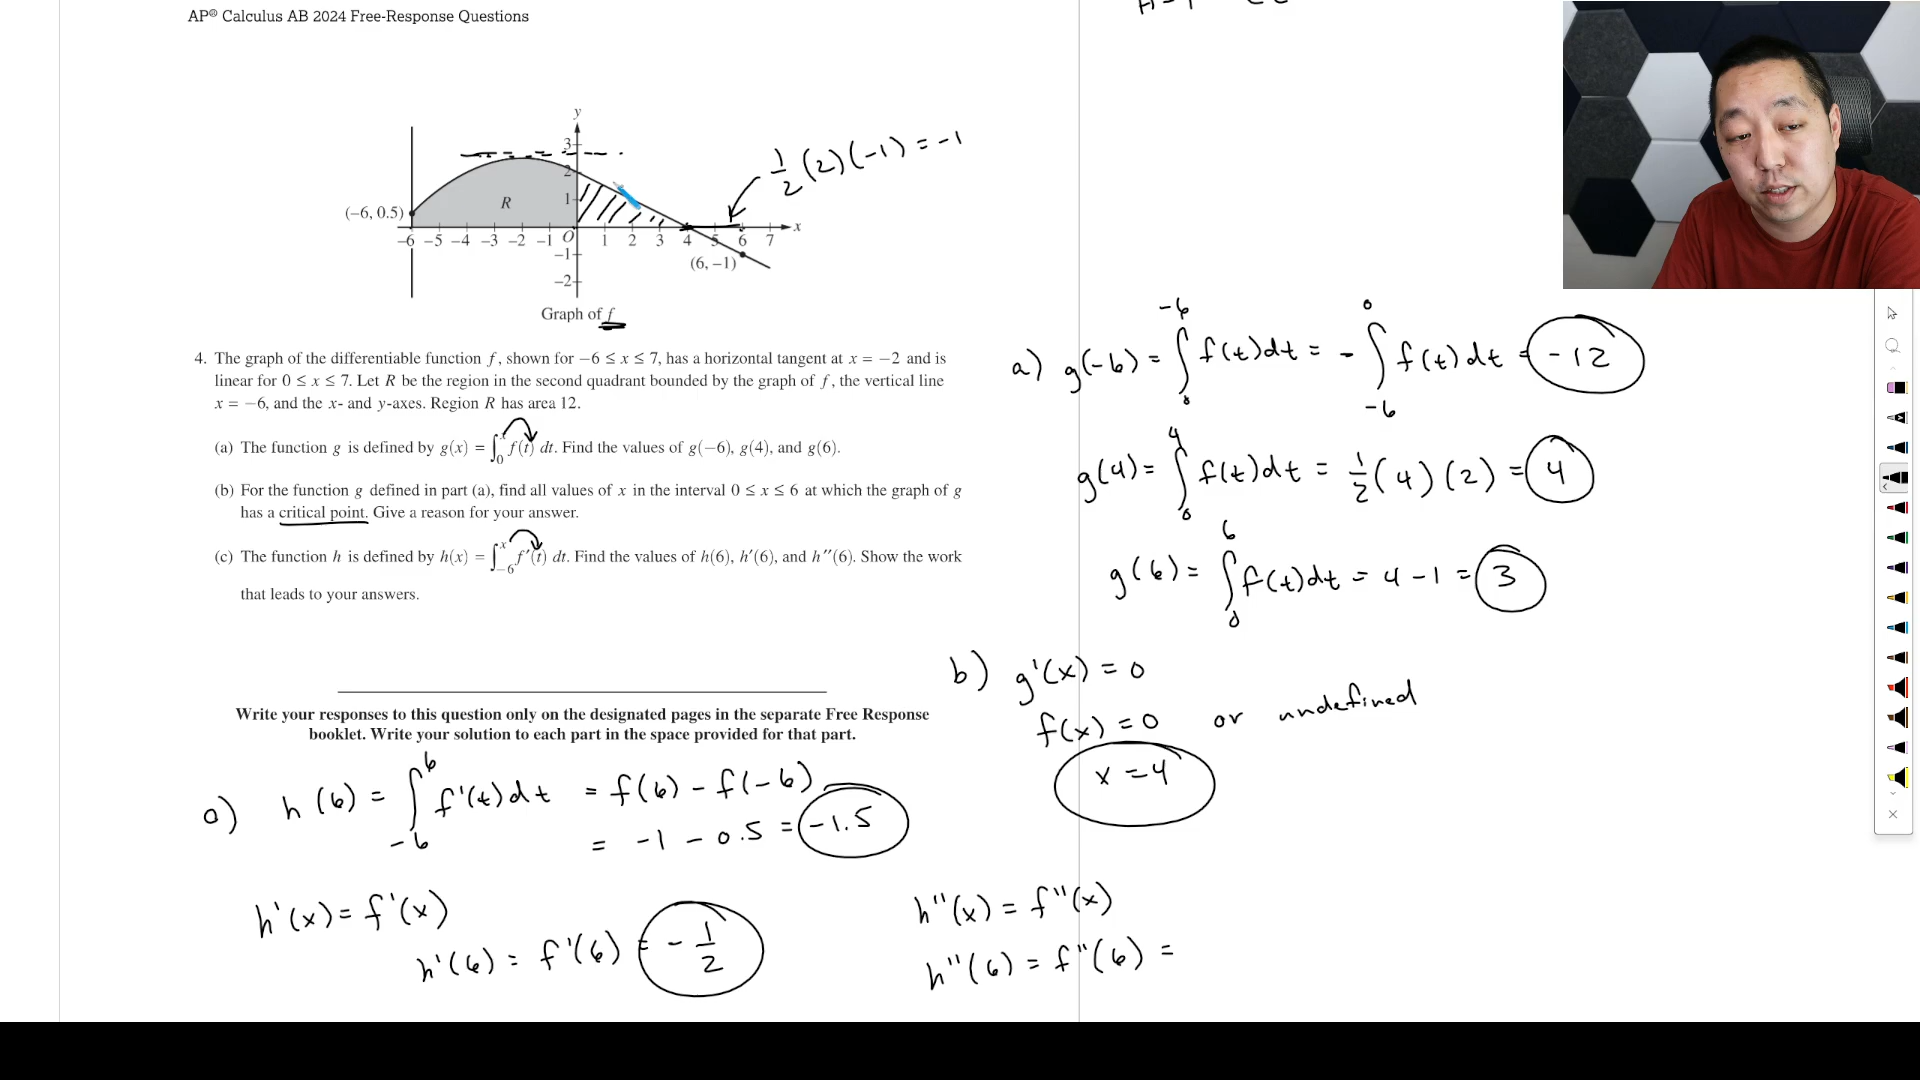 AP® Calculus AB 2024 Free-Response Questions
y
3
2
1
R
(−6, 0.5)
−6 −5 −4 −3 −2 −1 O 1 2 3 4 5 6 7 x
−1
(6, −1)
−2
Graph of f
1/2 (2)(-1) = -1
4. The graph of the differentiable function f, shown for −6 ≤ x ≤ 7, has a horizontal tangent at x = −2 and is
linear for 0 ≤ x ≤ 7. Let R be the region in the second quadrant bounded by the graph of f, the vertical line
x = −6, and the x- and y-axes. Region R has area 12.
(a) The function g is defined by g(x) = ∫₀ˣ f(t) dt. Find the values of g(−6), g(4), and g(6).
(b) For the function g defined in part (a), find all values of x in the interval 0 ≤ x ≤ 6 at which the graph of g
has a critical point. Give a reason for your answer.
(c) The function h is defined by h(x) = ∫₋₆ˣ f′(t) dt. Find the values of h(6), h′(6), and h″(6). Show the work
that leads to your answers.
Write your responses to this question only on the designated pages in the separate Free Response
booklet. Write your solution to each part in the space provided for that part.
a) g(-6) = ∫₀⁻⁶ f(t)dt = - ∫₋₆⁰ f(t)dt = -12
g(4) = ∫₀⁴ f(t)dt = 1/2 (4)(2) = 4
g(6) = ∫₀⁶ f(t)dt = 4 - 1 = 3
b) g'(x) = 0
f(x) = 0 or undefined
x = 4
h(6) = ∫₋₆⁶ f'(t)dt = f(6) - f(-6)
= -1 - 0.5 = -1.5
h'(x) = f'(x)
h'(6) = f'(6) = - 1/2
h''(x) = f''(x)
h''(6) = f''(6) =